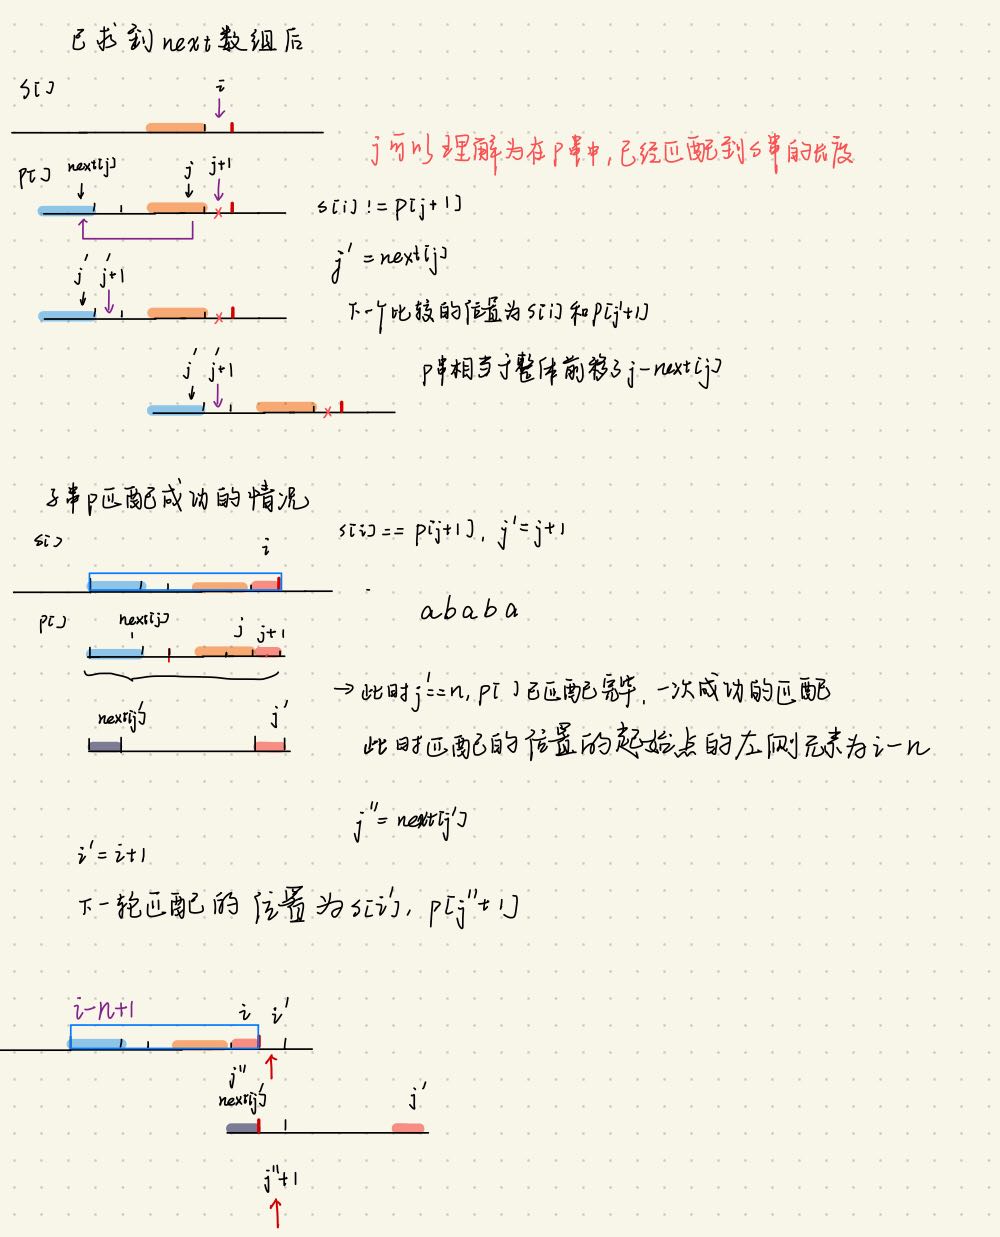 已求到next数组后
S[]
i
j可以理解为在p串中，已经匹配到s串的长度
P[] next[j] j j+1
s[i] != p[j+1]
j' = next[j]
j' j'+1
下一个比较的位置为s[i]和p[j'+1]
p串相当于整体前移了j-next[j]
j' j'+1
子串p匹配成功的情况
s[i] == p[j+1], j'=j+1
s[]
i
ababa
p[] next[j] j j+1
→此时j'==n, p[]已匹配完毕, 一次成功的匹配
next[j'] j'
此时匹配的位置的起始点的左侧元素为i-n
j''= next[j']
i'= i+1
下一轮匹配的位置为s[i'], p[j''+1]
i-n+1 i i'
j''
next[j'] j'
j''+1